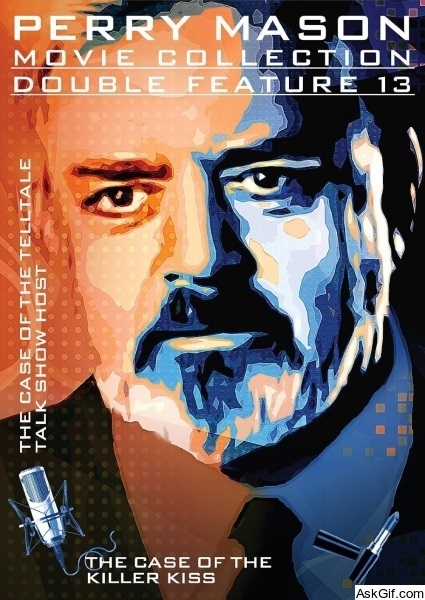 PERRY MASON
MOVIE COLLECTION
DOUBLE FEATURE 13
THE CASE OF THE TELLTALE
TALK SHOW HOST
THE CASE OF THE
KILLER KISS
AskGif.com